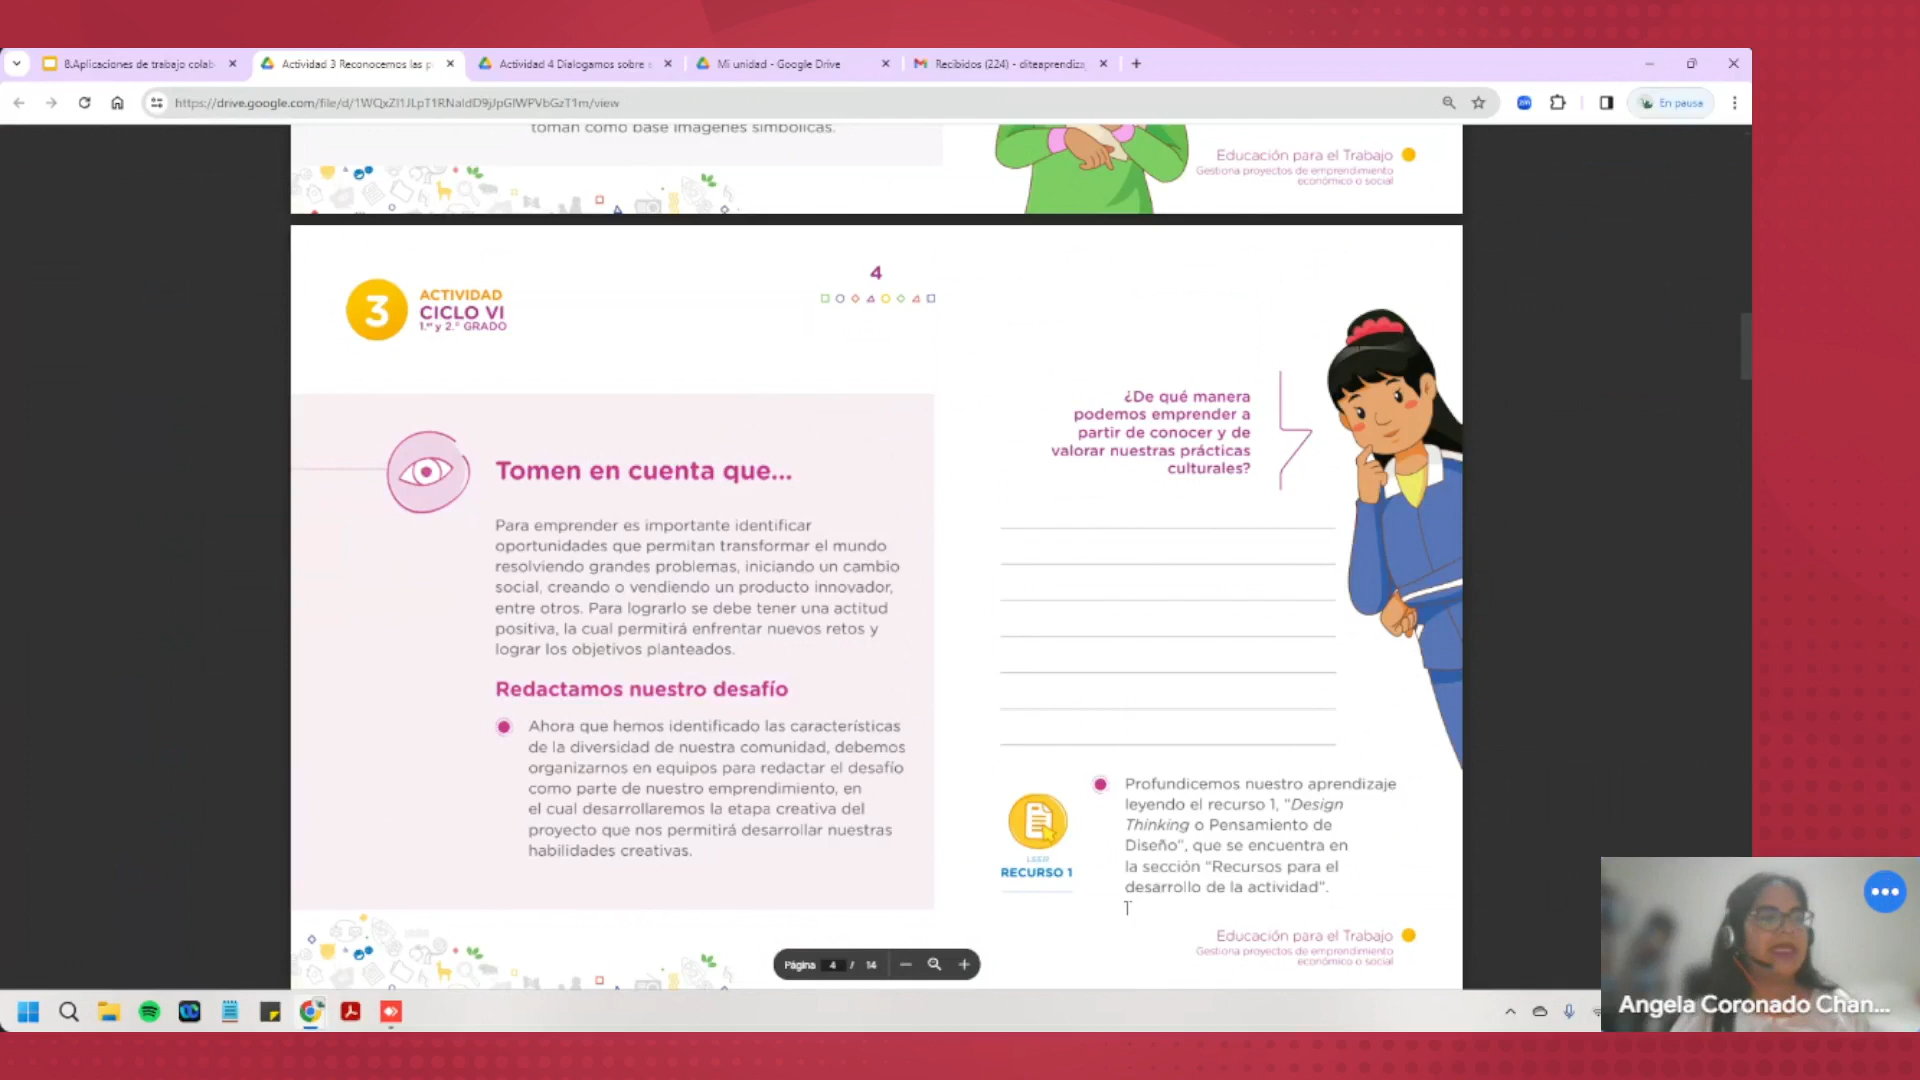 8.Aplicaciones de trabajo colab
Actividad 3 Reconocemos las p
Actividad 4 Dialogamos sobre s
Mi unidad - Google Drive
Recibidos (224) - diteaprendiza
https://drive.google.com/file/d/1WQxZI1JLpT1RNaIdD9jJpGIWPVbGzT1m/view
En pausa
toman como base imágenes simbólicas.
Educación para el Trabajo
Gestiona proyectos de emprendimiento
económico o social
3
ACTIVIDAD
CICLO VI
1.er y 2.° GRADO
4
Tomen en cuenta que...
Para emprender es importante identificar
oportunidades que permitan transformar el mundo
resolviendo grandes problemas, iniciando un cambio
social, creando o vendiendo un producto innovador,
entre otros. Para lograrlo se debe tener una actitud
positiva, la cual permitirá enfrentar nuevos retos y
lograr los objetivos planteados.
Redactamos nuestro desafío
Ahora que hemos identificado las características
de la diversidad de nuestra comunidad, debemos
organizarnos en equipos para redactar el desafío
como parte de nuestro emprendimiento, en
el cual desarrollaremos la etapa creativa del
proyecto que nos permitirá desarrollar nuestras
habilidades creativas.
¿De qué manera
podemos emprender a
partir de conocer y de
valorar nuestras prácticas
culturales?
LEER
RECURSO 1
Profundicemos nuestro aprendizaje
leyendo el recurso 1, "Design
Thinking o Pensamiento de
Diseño", que se encuentra en
la sección "Recursos para el
desarrollo de la actividad".
Educación para el Trabajo
Gestiona proyectos de emprendimiento
económico o social
Página 4 / 14
Angela Coronado Chan...